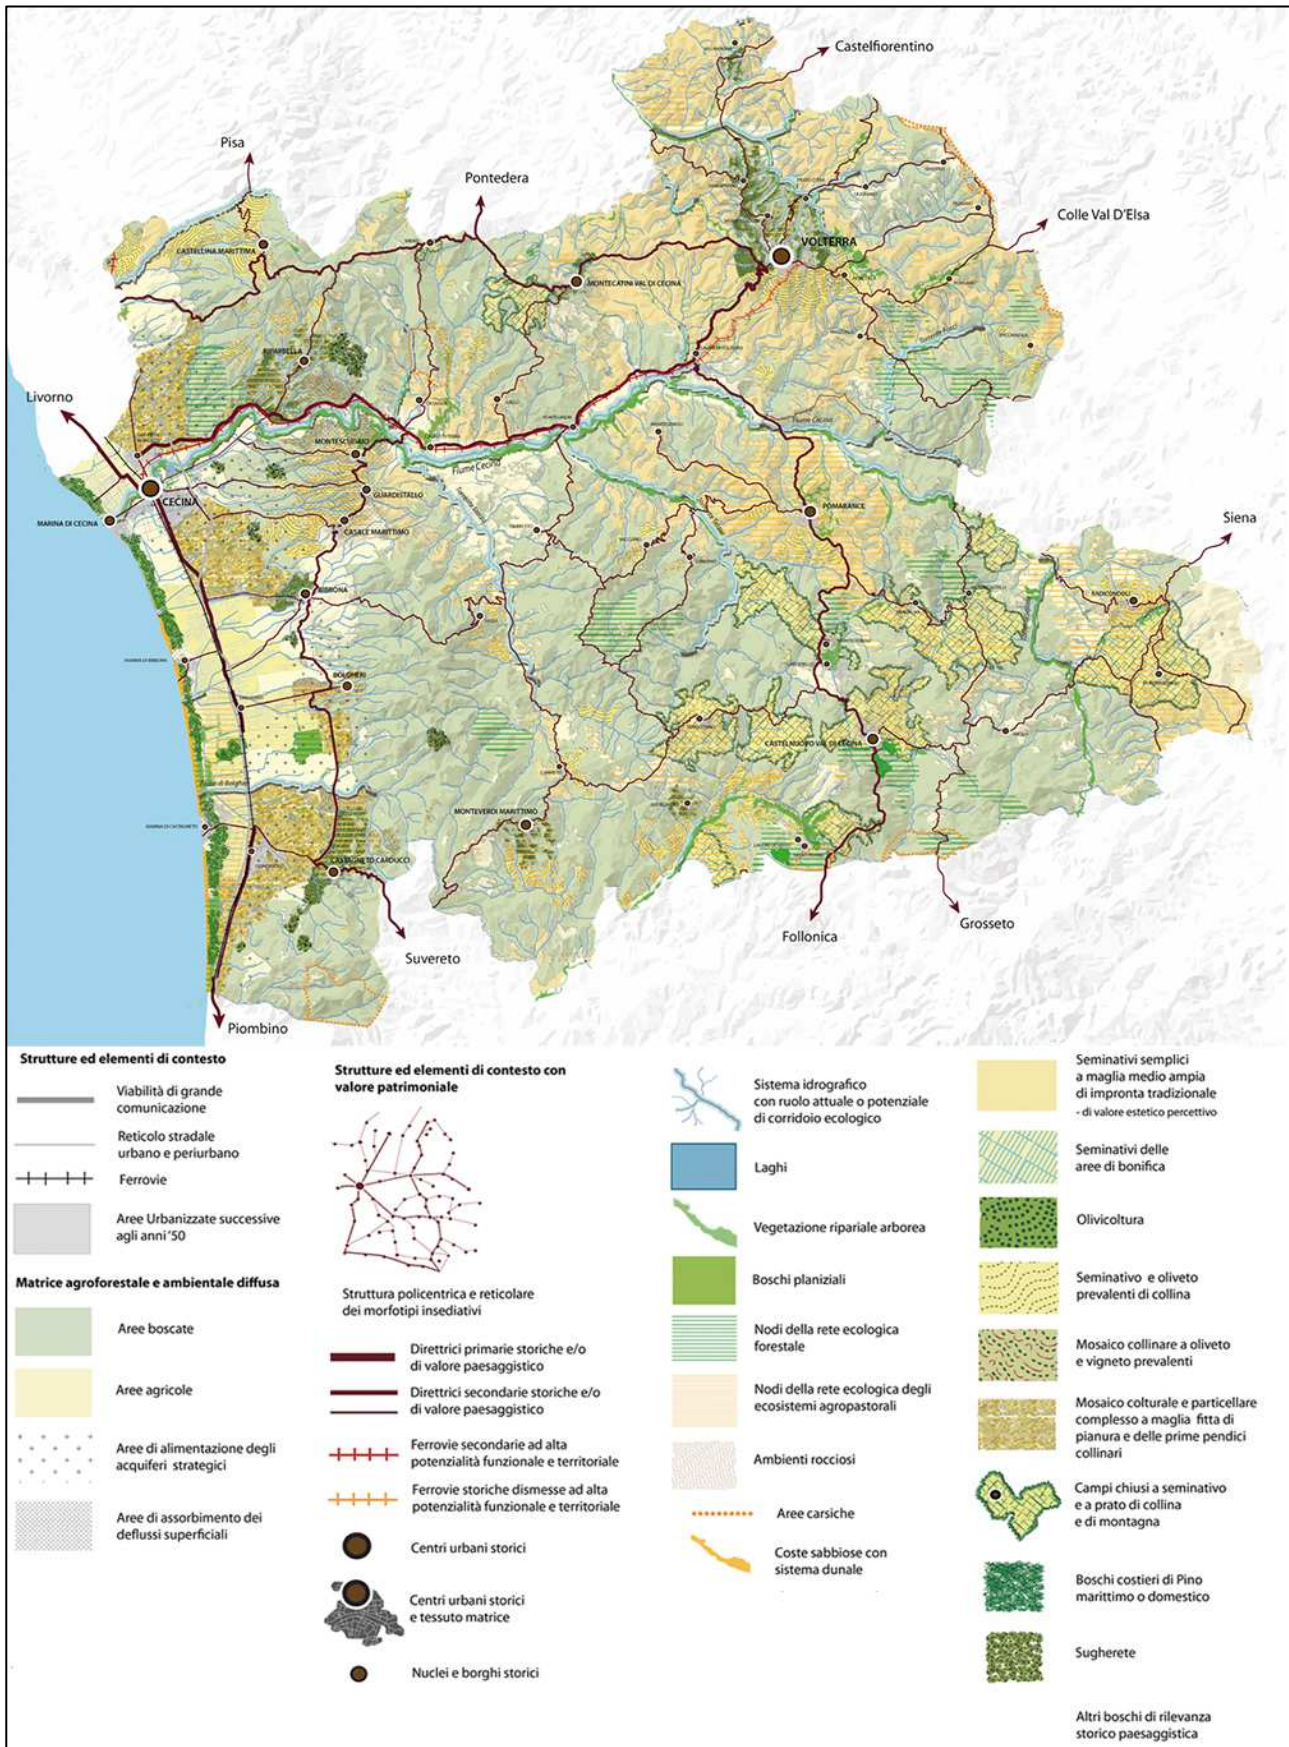 Castelfiorentino
Pisa
Pontedera
Colle Val D'Elsa
CASTELLINA MARITTIMA
VOLTERRA
MONTECATINI VAL DI CECINA
RIPARBELLA
Livorno
MONTESCUDAIO
Fiume Cecina
Fiume Cecina
GUARDISTALLO
CECINA
MARINA DI CECINA
CASALE MARITTIMO
POMARANCE
Siena
BIBBONA
RADICONDOLI
BOLGHERI
CASTELNUOVO VAL DI CECINA
MONTEVERDI MARITTIMO
CASTAGNETO CARDUCCI
Suvereto
Follonica
Grosseto
Piombino
Strutture ed elementi di contesto
Viabilità di grande
comunicazione
Reticolo stradale
urbano e periurbano
Ferrovie
Aree Urbanizzate successive
agli anni '50
Matrice agroforestale e ambientale diffusa
Aree boscate
Aree agricole
Aree di alimentazione degli
acquiferi strategici
Aree di assorbimento dei
deflussi superficiali
Strutture ed elementi di contesto con
valore patrimoniale
Struttura policentrica e reticolare
dei morfotipi insediativi
Direttrici primarie storiche e/o
di valore paesaggistico
Direttrici secondarie storiche e/o
di valore paesaggistico
Ferrovie secondarie ad alta
potenzialità funzionale e territoriale
Ferrovie storiche dismesse ad alta
potenzialità funzionale e territoriale
Centri urbani storici
Centri urbani storici
e tessuto matrice
Nuclei e borghi storici
Sistema idrografico
con ruolo attuale o potenziale
di corridoio ecologico
Laghi
Vegetazione ripariale arborea
Boschi planiziali
Nodi della rete ecologica
forestale
Nodi della rete ecologica degli
ecosistemi agropastorali
Ambienti rocciosi
Aree carsiche
Coste sabbiose con
sistema dunale
Seminativi semplici
a maglia medio ampia
di impronta tradizionale
- di valore estetico percettivo
Seminativi delle
aree di bonifica
Olivicoltura
Seminativo e oliveto
prevalenti di collina
Mosaico collinare a oliveto
e vigneto prevalenti
Mosaico colturale e particellare
complesso a maglia fitta di
pianura e delle prime pendici
collinari
Campi chiusi a seminativo
e a prato di collina
e di montagna
Boschi costieri di Pino
marittimo o domestico
Sugherete
Altri boschi di rilevanza
storico paesaggistica